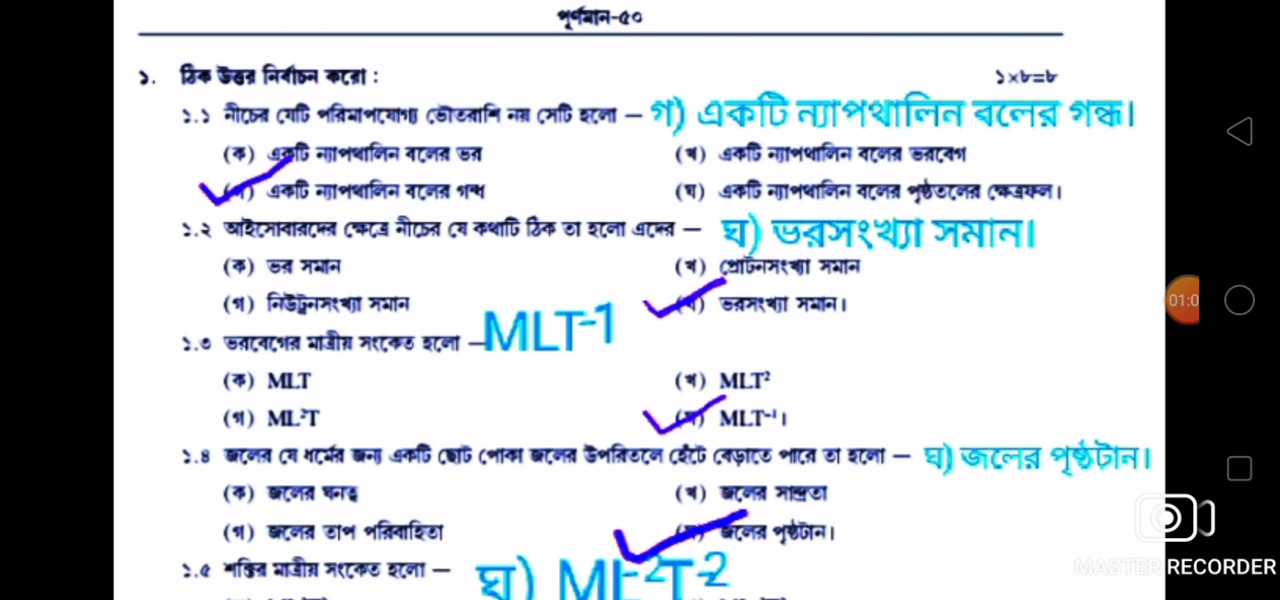 পূর্ণমান-৫০
১. ঠিক উত্তর নির্বাচন করো : ১×৮=৮
১.১ নীচের যেটি পরিমাপযোগ্য ভৌতরাশি নয় সেটি হলো — গ) একটি ন্যাপথালিন বলের গন্ধ।
(ক) একটি ন্যাপথালিন বলের ভর (খ) একটি ন্যাপথালিন বলের ভরবেগ
একটি ন্যাপথালিন বলের গন্ধ (ঘ) একটি ন্যাপথালিন বলের পৃষ্ঠতলের ক্ষেত্রফল।
১.২ আইসোবারদের ক্ষেত্রে নীচের যে কথাটি ঠিক তা হলো এদের — ঘ) ভরসংখ্যা সমান।
(ক) ভর সমান (খ) প্রোটনসংখ্যা সমান
(গ) নিউট্রনসংখ্যা সমান ভরসংখ্যা সমান।
১.৩ ভরবেগের মাত্রীয় সংকেত হলো — MLT-1
(ক) MLT (খ) MLT²
(গ) ML²T MLT⁻¹।
১.৪ জলের যে ধর্মের জন্য একটি ছোট পোকা জলের উপরিতলে হেঁটে বেড়াতে পারে তা হলো — ঘ) জলের পৃষ্ঠটান।
(ক) জলের ঘনত্ব (খ) জলের সান্দ্রতা
(গ) জলের তাপ পরিবাহিতা জলের পৃষ্ঠটান।
১.৫ শক্তির মাত্রীয় সংকেত হলো — ঘ) ML-2T-2
01:0
MASTER RECORDER